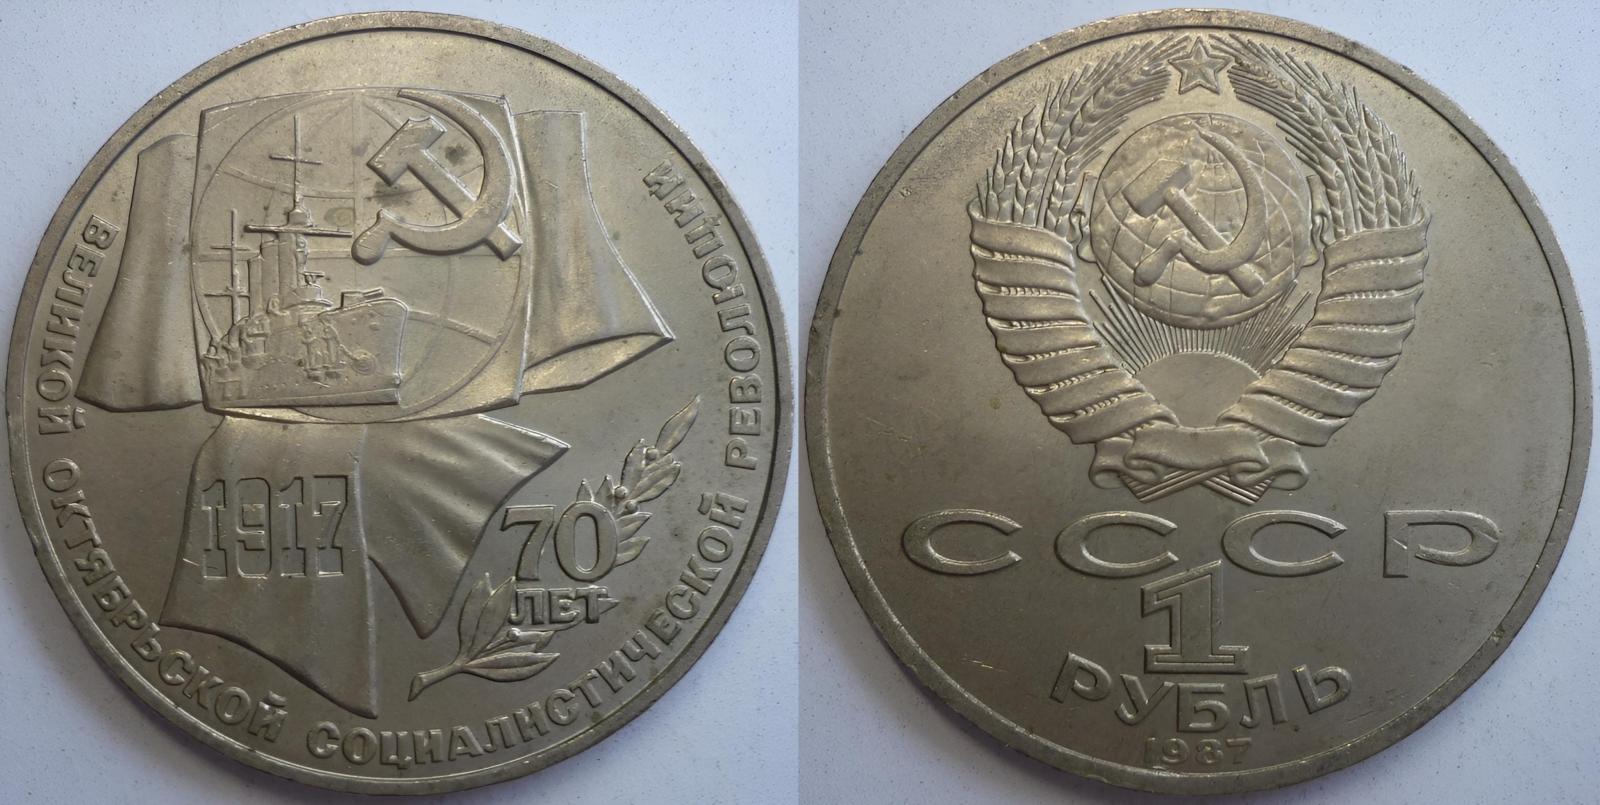 1917
70
ЛЕТ
ВЕЛИКОЙ ОКТЯБРЬСКОЙ СОЦИАЛИСТИЧЕСКОЙ РЕВОЛЮЦИИ
СССР
1
РУБЛЬ
1987